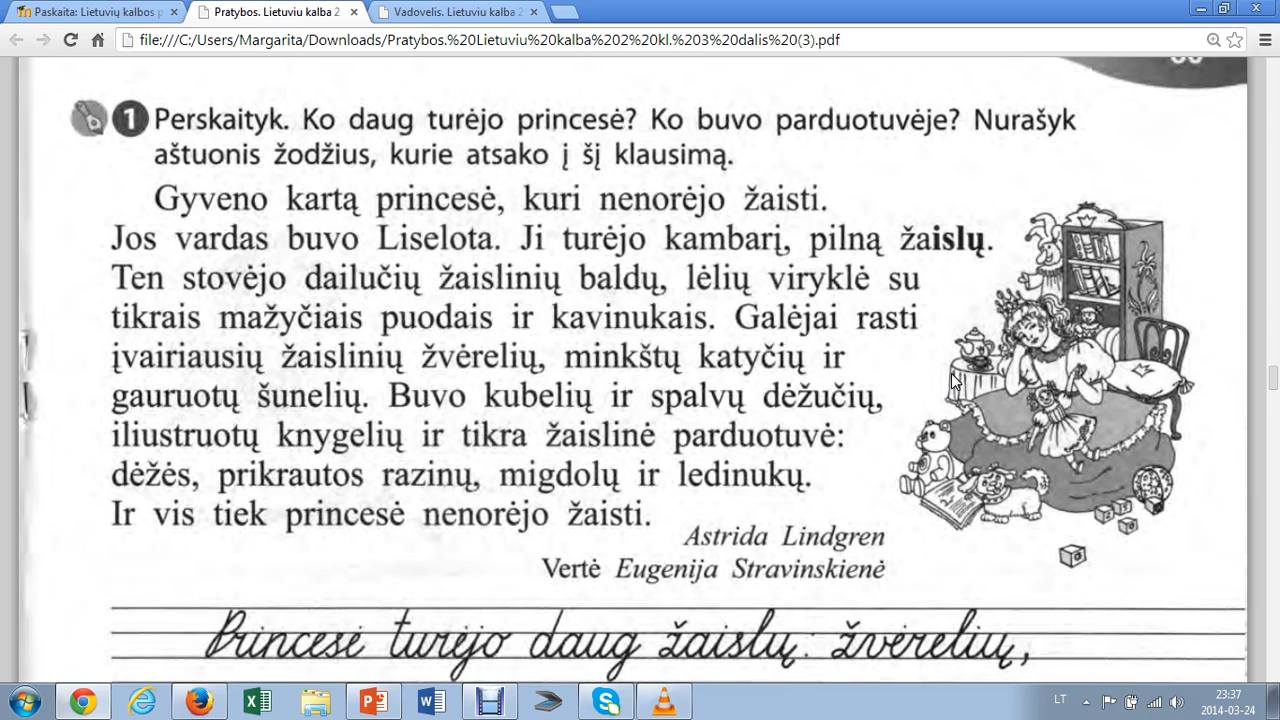 Paskaita: Lietuvių kalbos p
Pratybos. Lietuviu kalba 2
Vadovelis. Lietuviu kalba 2
file:///C:/Users/Margarita/Downloads/Pratybos.%20Lietuviu%20kalba%202%20kl.%203%20dalis%20(3).pdf
1 Perskaityk. Ko daug turėjo princesė? Ko buvo parduotuvėje? Nurašyk
aštuonis žodžius, kurie atsako į šį klausimą.
Gyveno kartą princesė, kuri nenorėjo žaisti.
Jos vardas buvo Liselota. Ji turėjo kambarį, pilną žaislų.
Ten stovėjo dailučių žaislinių baldų, lėlių viryklė su
tikrais mažyčiais puodais ir kavinukais. Galėjai rasti
įvairiausių žaislinių žvėrelių, minkštų katyčių ir
gauruotų šunelių. Buvo kubelių ir spalvų dėžučių,
iliustruotų knygelių ir tikra žaislinė parduotuvė:
dėžės, prikrautos razinų, migdolų ir ledinukų.
Ir vis tiek princesė nenorėjo žaisti.
Astrida Lindgren
Vertė Eugenija Stravinskienė
Princesė turėjo daug žaislų: žvėrelių,
LT
23:37
2014-03-24